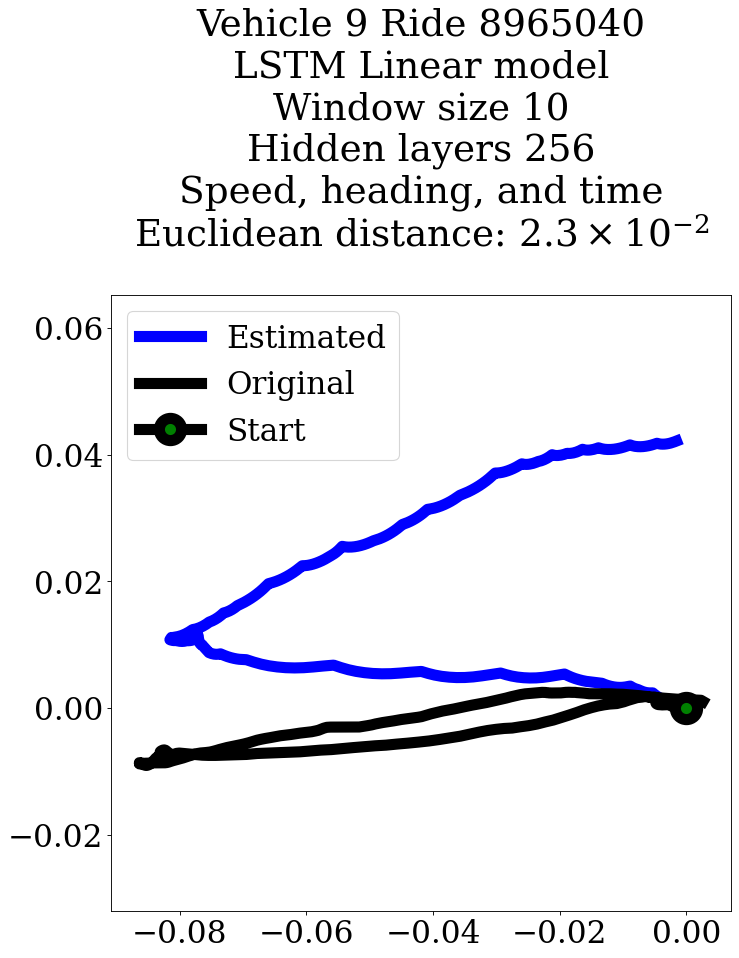 Vehicle 9 Ride 8965040
LSTM Linear model
Window size 10
Hidden layers 256
Speed, heading, and time
Euclidean distance: 2.3 × 10⁻²
Estimated
Original
Start
0.06
0.04
0.02
0.00
−0.02
−0.08
−0.06
−0.04
−0.02
0.00